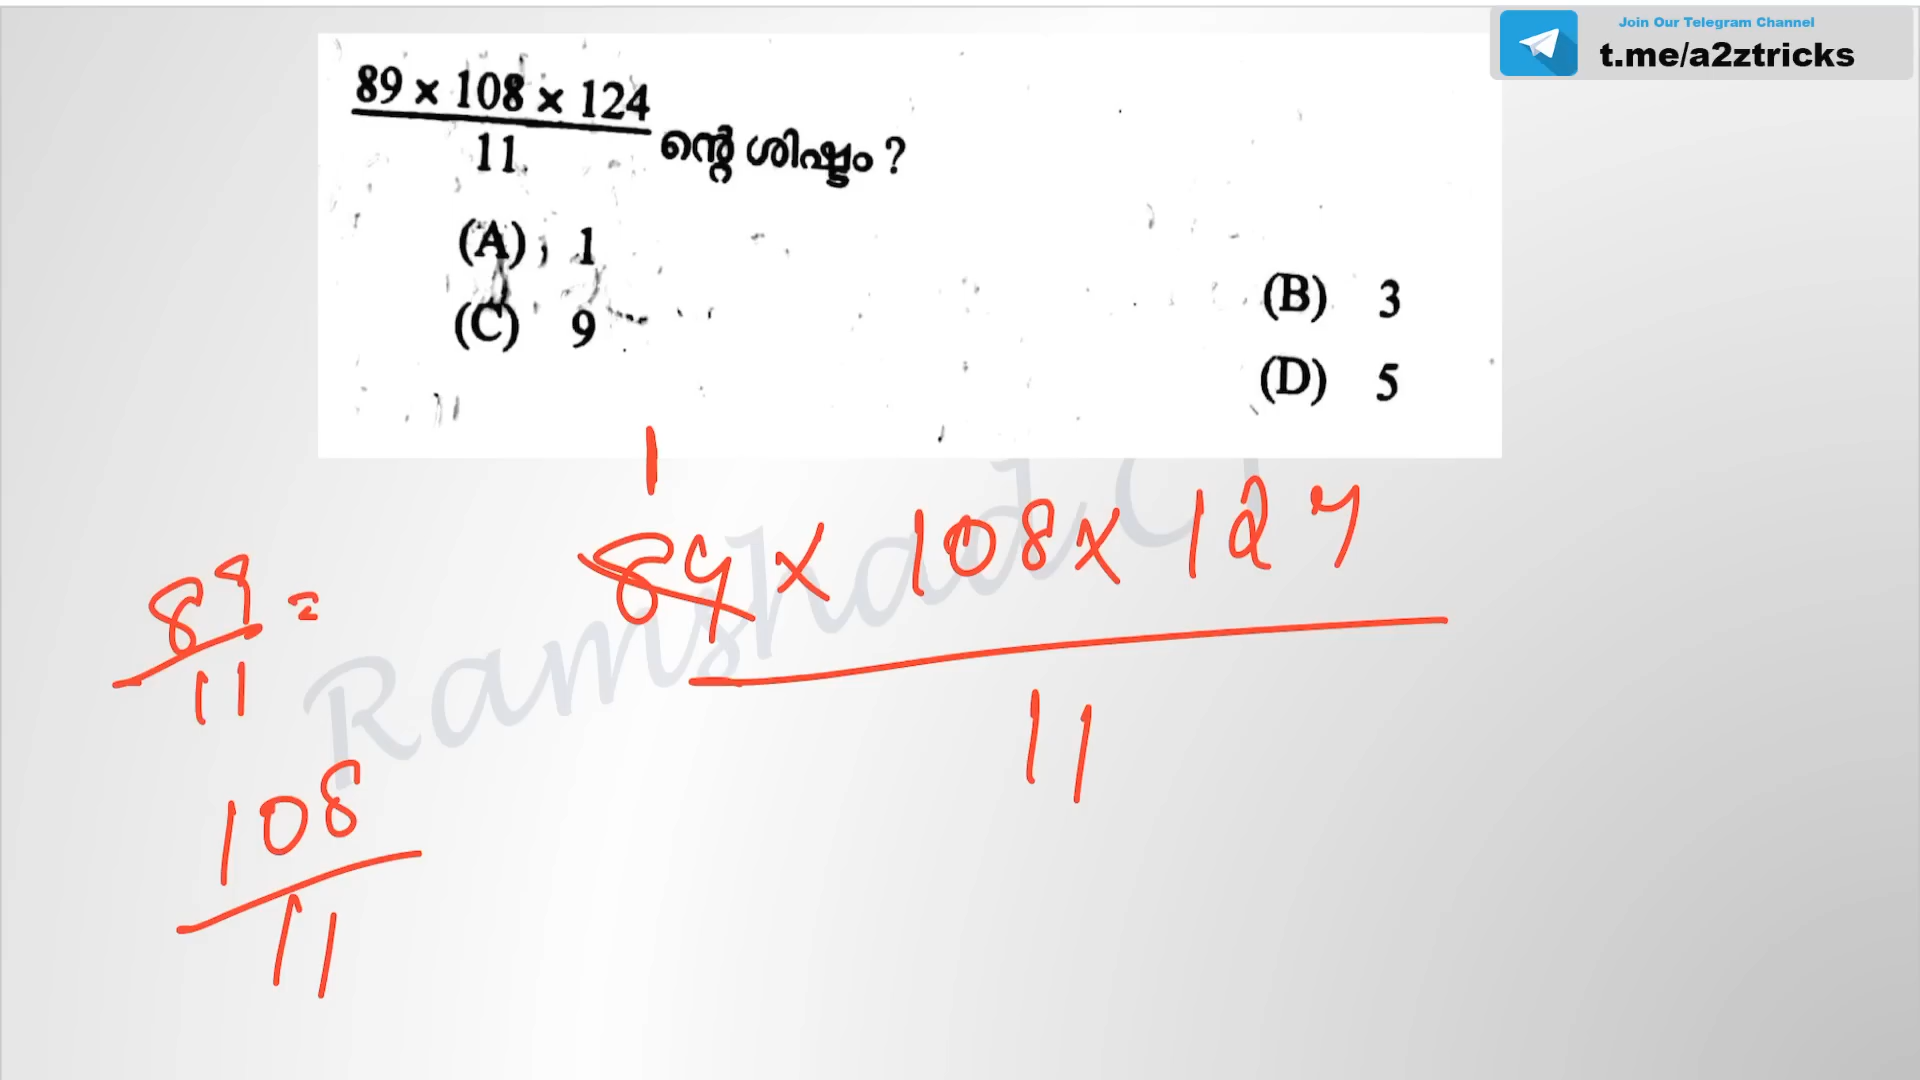 Join Our Telegram Channel
t.me/a2ztricks
89 × 108 × 124
11
ന്റെ ശിഷ്ടം ?
(A) 1
(B) 3
(C) 9
(D) 5
1
89 × 108 × 124
11
89 =
11
108
11
Ramshad